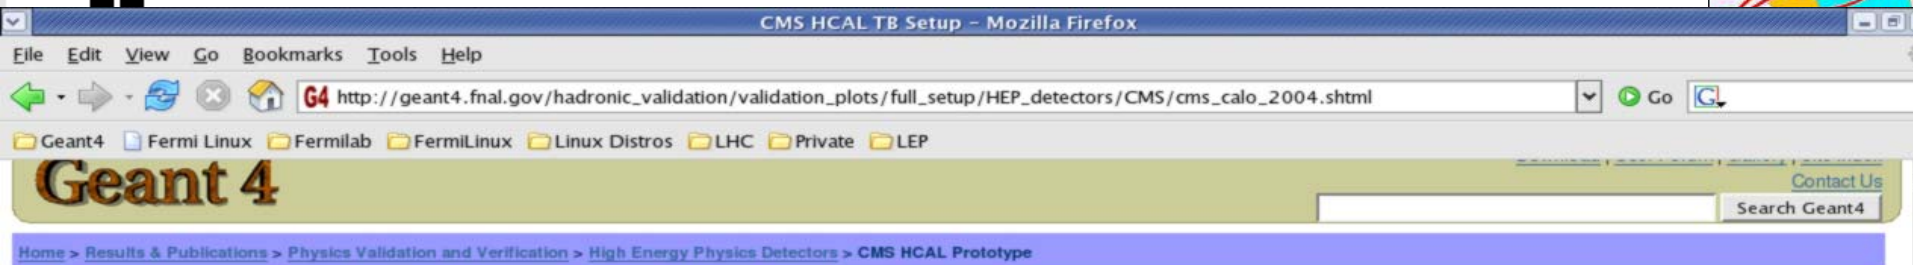 CMS HCAL TB Setup – Mozilla Firefox
File Edit View Go Bookmarks Tools Help
G4 http://geant4.fnal.gov/hadronic_validation/validation_plots/full_setup/HEP_detectors/CMS/cms_calo_2004.shtml Go G
Geant4 Fermi Linux Fermilab FermiLinux Linux Distros LHC Private LEP
Geant 4
Contact Us
Search Geant4
Home > Results & Publications > Physics Validation and Verification > High Energy Physics Detectors > CMS HCAL Prototype